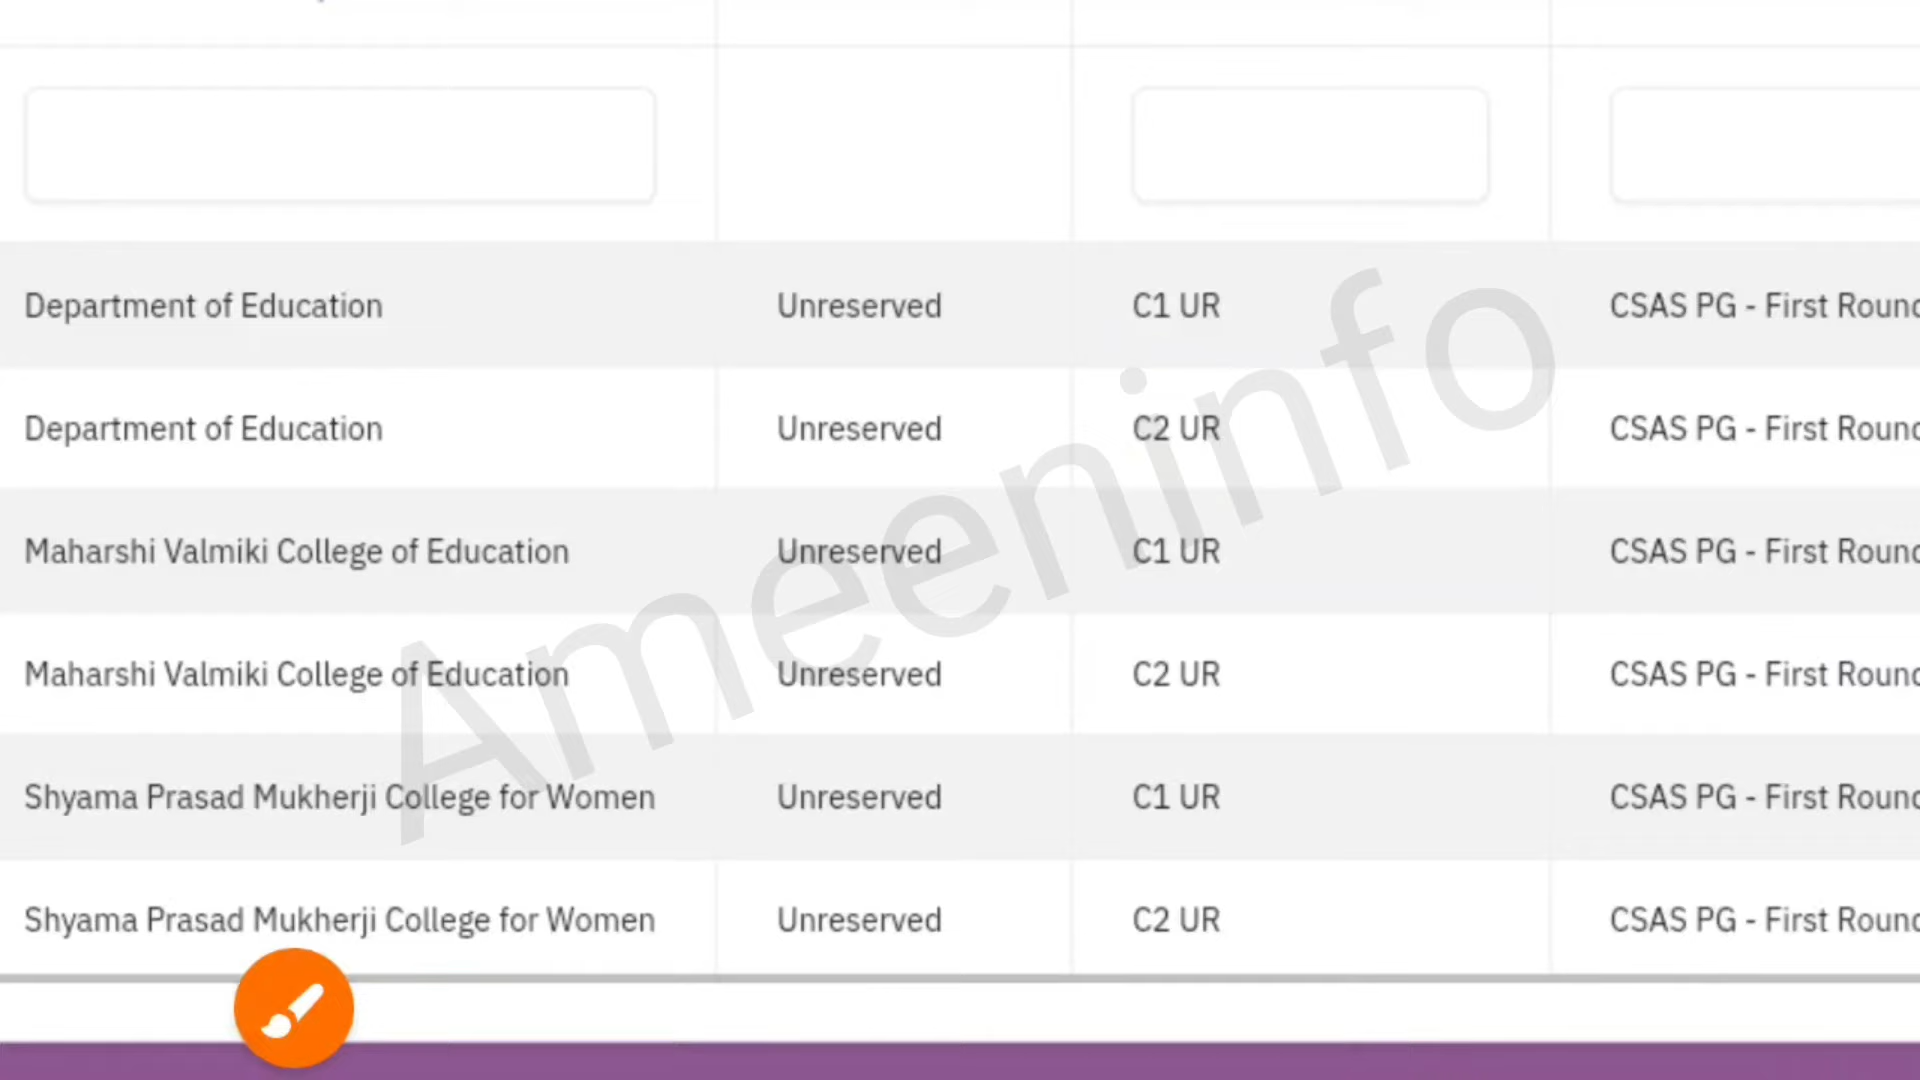 Department of Education Unreserved C1 UR CSAS PG - First Round
Department of Education Unreserved C2 UR CSAS PG - First Round
Maharshi Valmiki College of Education Unreserved C1 UR CSAS PG - First Round
Maharshi Valmiki College of Education Unreserved C2 UR CSAS PG - First Round
Shyama Prasad Mukherji College for Women Unreserved C1 UR CSAS PG - First Round
Shyama Prasad Mukherji College for Women Unreserved C2 UR CSAS PG - First Round
Ameeninfo